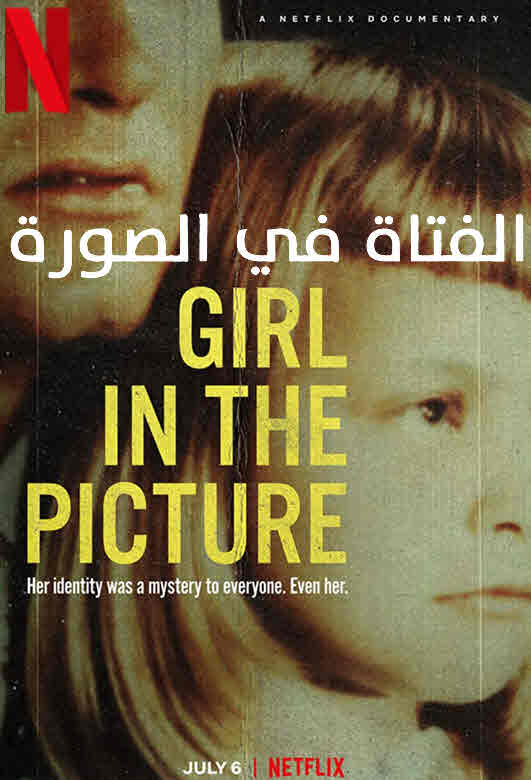 A NETFLIX DOCUMENTARY
N
الفتاة في الصورة
GIRL
IN THE
PICTURE
Her identity was a mystery to everyone. Even her.
JULY 6 | NETFLIX